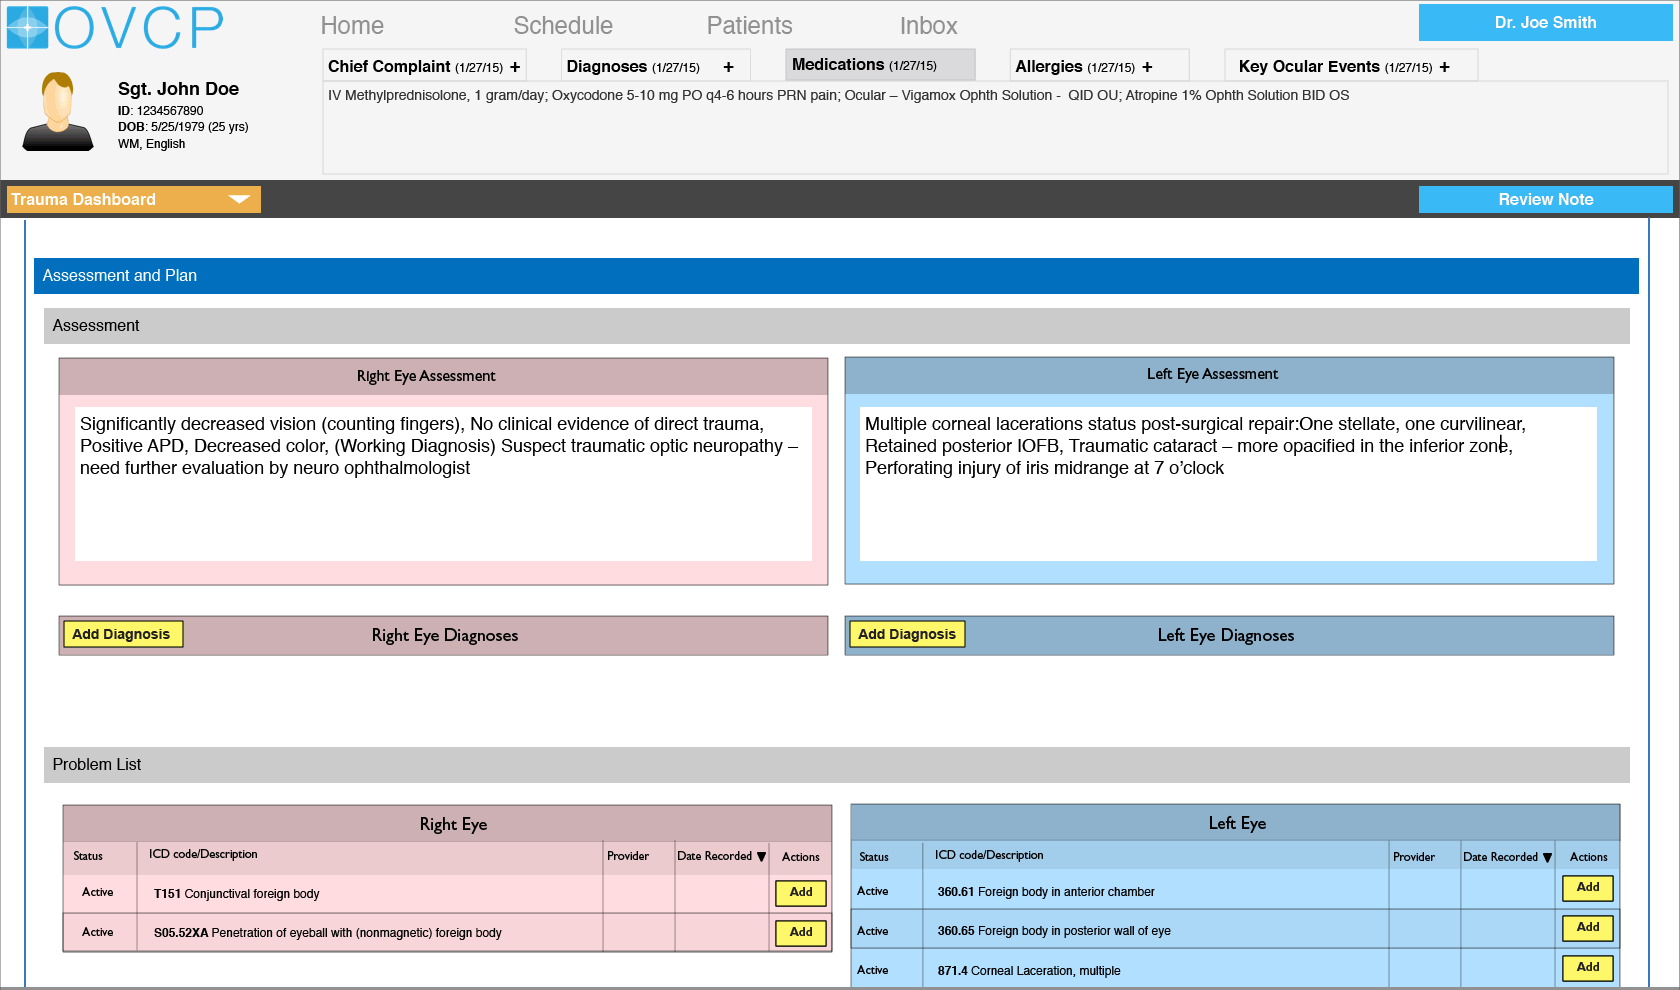 OVCP
Home Schedule Patients Inbox
Dr. Joe Smith
Sgt. John Doe
ID: 1234567890
DOB: 5/25/1979 (25 yrs)
WM, English
Chief Complaint (1/27/15) + Diagnoses (1/27/15) + Medications (1/27/15) Allergies (1/27/15) + Key Ocular Events (1/27/15) +
IV Methylprednisolone, 1 gram/day; Oxycodone 5-10 mg PO q4-6 hours PRN pain; Ocular – Vigamox Ophth Solution - QID OU; Atropine 1% Ophth Solution BID OS
Trauma Dashboard
Review Note
Assessment and Plan
Assessment
Right Eye Assessment
Significantly decreased vision (counting fingers), No clinical evidence of direct trauma,
Positive APD, Decreased color, (Working Diagnosis) Suspect traumatic optic neuropathy –
need further evaluation by neuro ophthalmologist
Left Eye Assessment
Multiple corneal lacerations status post-surgical repair:One stellate, one curvilinear,
Retained posterior IOFB, Traumatic cataract – more opacified in the inferior zone,
Perforating injury of iris midrange at 7 o’clock
Add Diagnosis Right Eye Diagnoses
Add Diagnosis Left Eye Diagnoses
Problem List
Right Eye
Status ICD code/Description Provider Date Recorded ▼ Actions
Active T151 Conjunctival foreign body Add
Active S05.52XA Penetration of eyeball with (nonmagnetic) foreign body Add
Left Eye
Status ICD code/Description Provider Date Recorded ▼ Actions
Active 360.61 Foreign body in anterior chamber Add
Active 360.65 Foreign body in posterior wall of eye Add
Active 871.4 Corneal Laceration, multiple Add